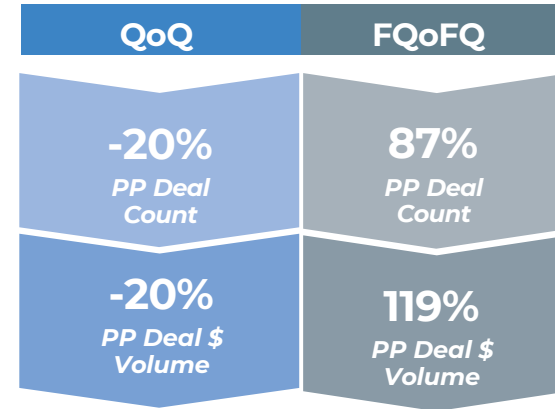 QoQ
FQoFQ
-20%
PP Deal
Count
87%
PP Deal
Count
-20%
PP Deal $
Volume
119%
PP Deal $
Volume